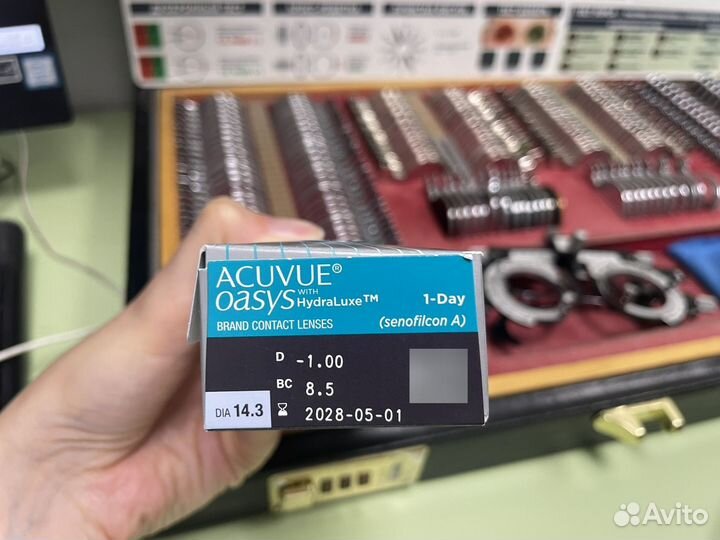 ACUVUE®
OASYS WITH HydraLuxe™ 1-Day
BRAND CONTACT LENSES (senofilcon A)
D -1.00
BC 8.5
DIA 14.3 2028-05-01
Avito